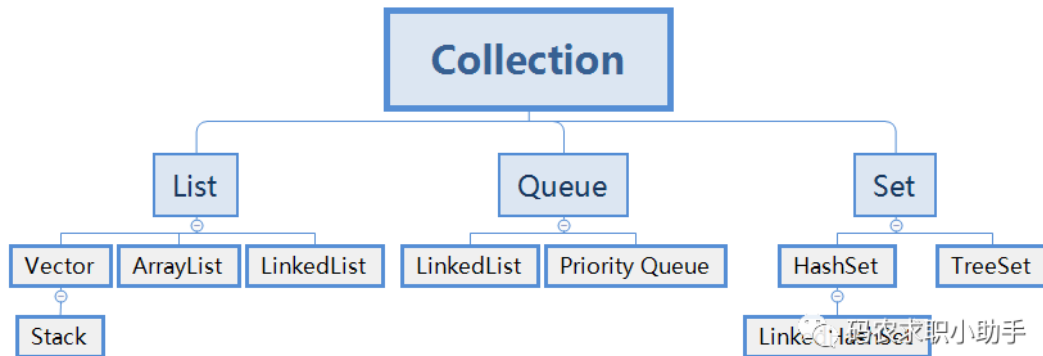 Collection
List
Queue
Set
Vector
ArrayList
LinkedList
LinkedList
Priority Queue
HashSet
TreeSet
Stack
LinkedHashSet
码农求职小助手